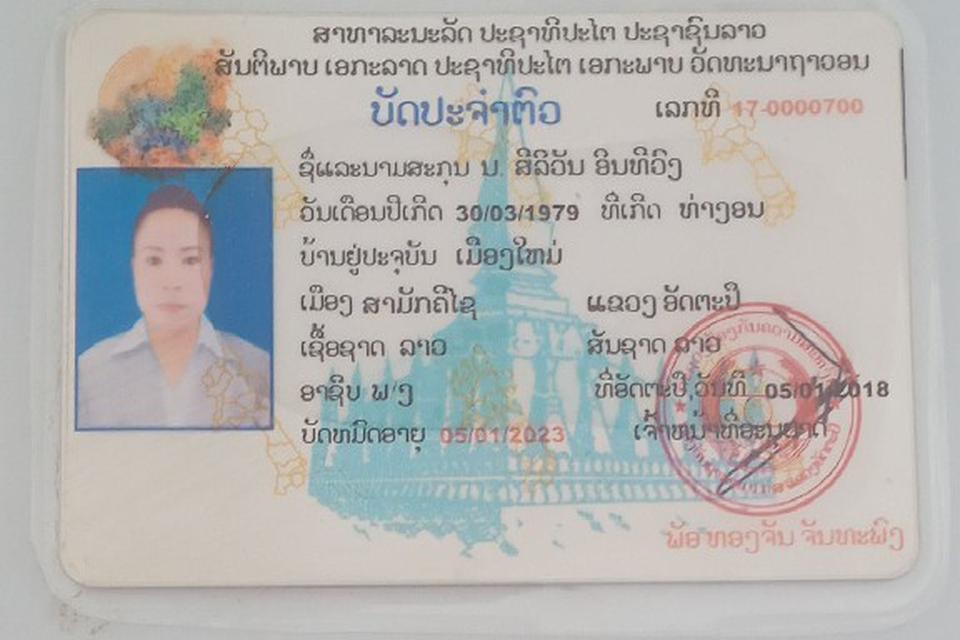 ສາທາລະນະລັດ ປະຊາທິປະໄຕ ປະຊາຊົນລາວ
ສັນຕິພາບ ເອກະລາດ ປະຊາທິປະໄຕ ເອກະພາບ ວັດທະນາຖາວອນ
ບັດປະຈຳຕົວ ເລກທີ 17-0000700
ຊື່ແລະນາມສະກຸນ ນ. ສີລິວັນ ອິນທີວົງ
ວັນເດືອນປີເກີດ 30/03/1979 ທີ່ເກີດ ທ່າງອນ
ບ້ານຢູ່ປະຈຸບັນ ເມືອງໃໝ່
ເມືອງ ສາມັກຄີໄຊ ແຂວງ ອັດຕະປື
ເຊື້ອຊາດ ລາວ ສັນຊາດ ລາວ
ອາຊີບ ພ/ງ ທີ່ອັດຕະປື, ວັນທີ 05/01/2018
ບັດຫມົດອາຍຸ 05/01/2023 ເຈົ້າຫນ້າທີ່ອະນຸຍາດ
ພັອ ທອງຈັນ ຈັນທະພົງ